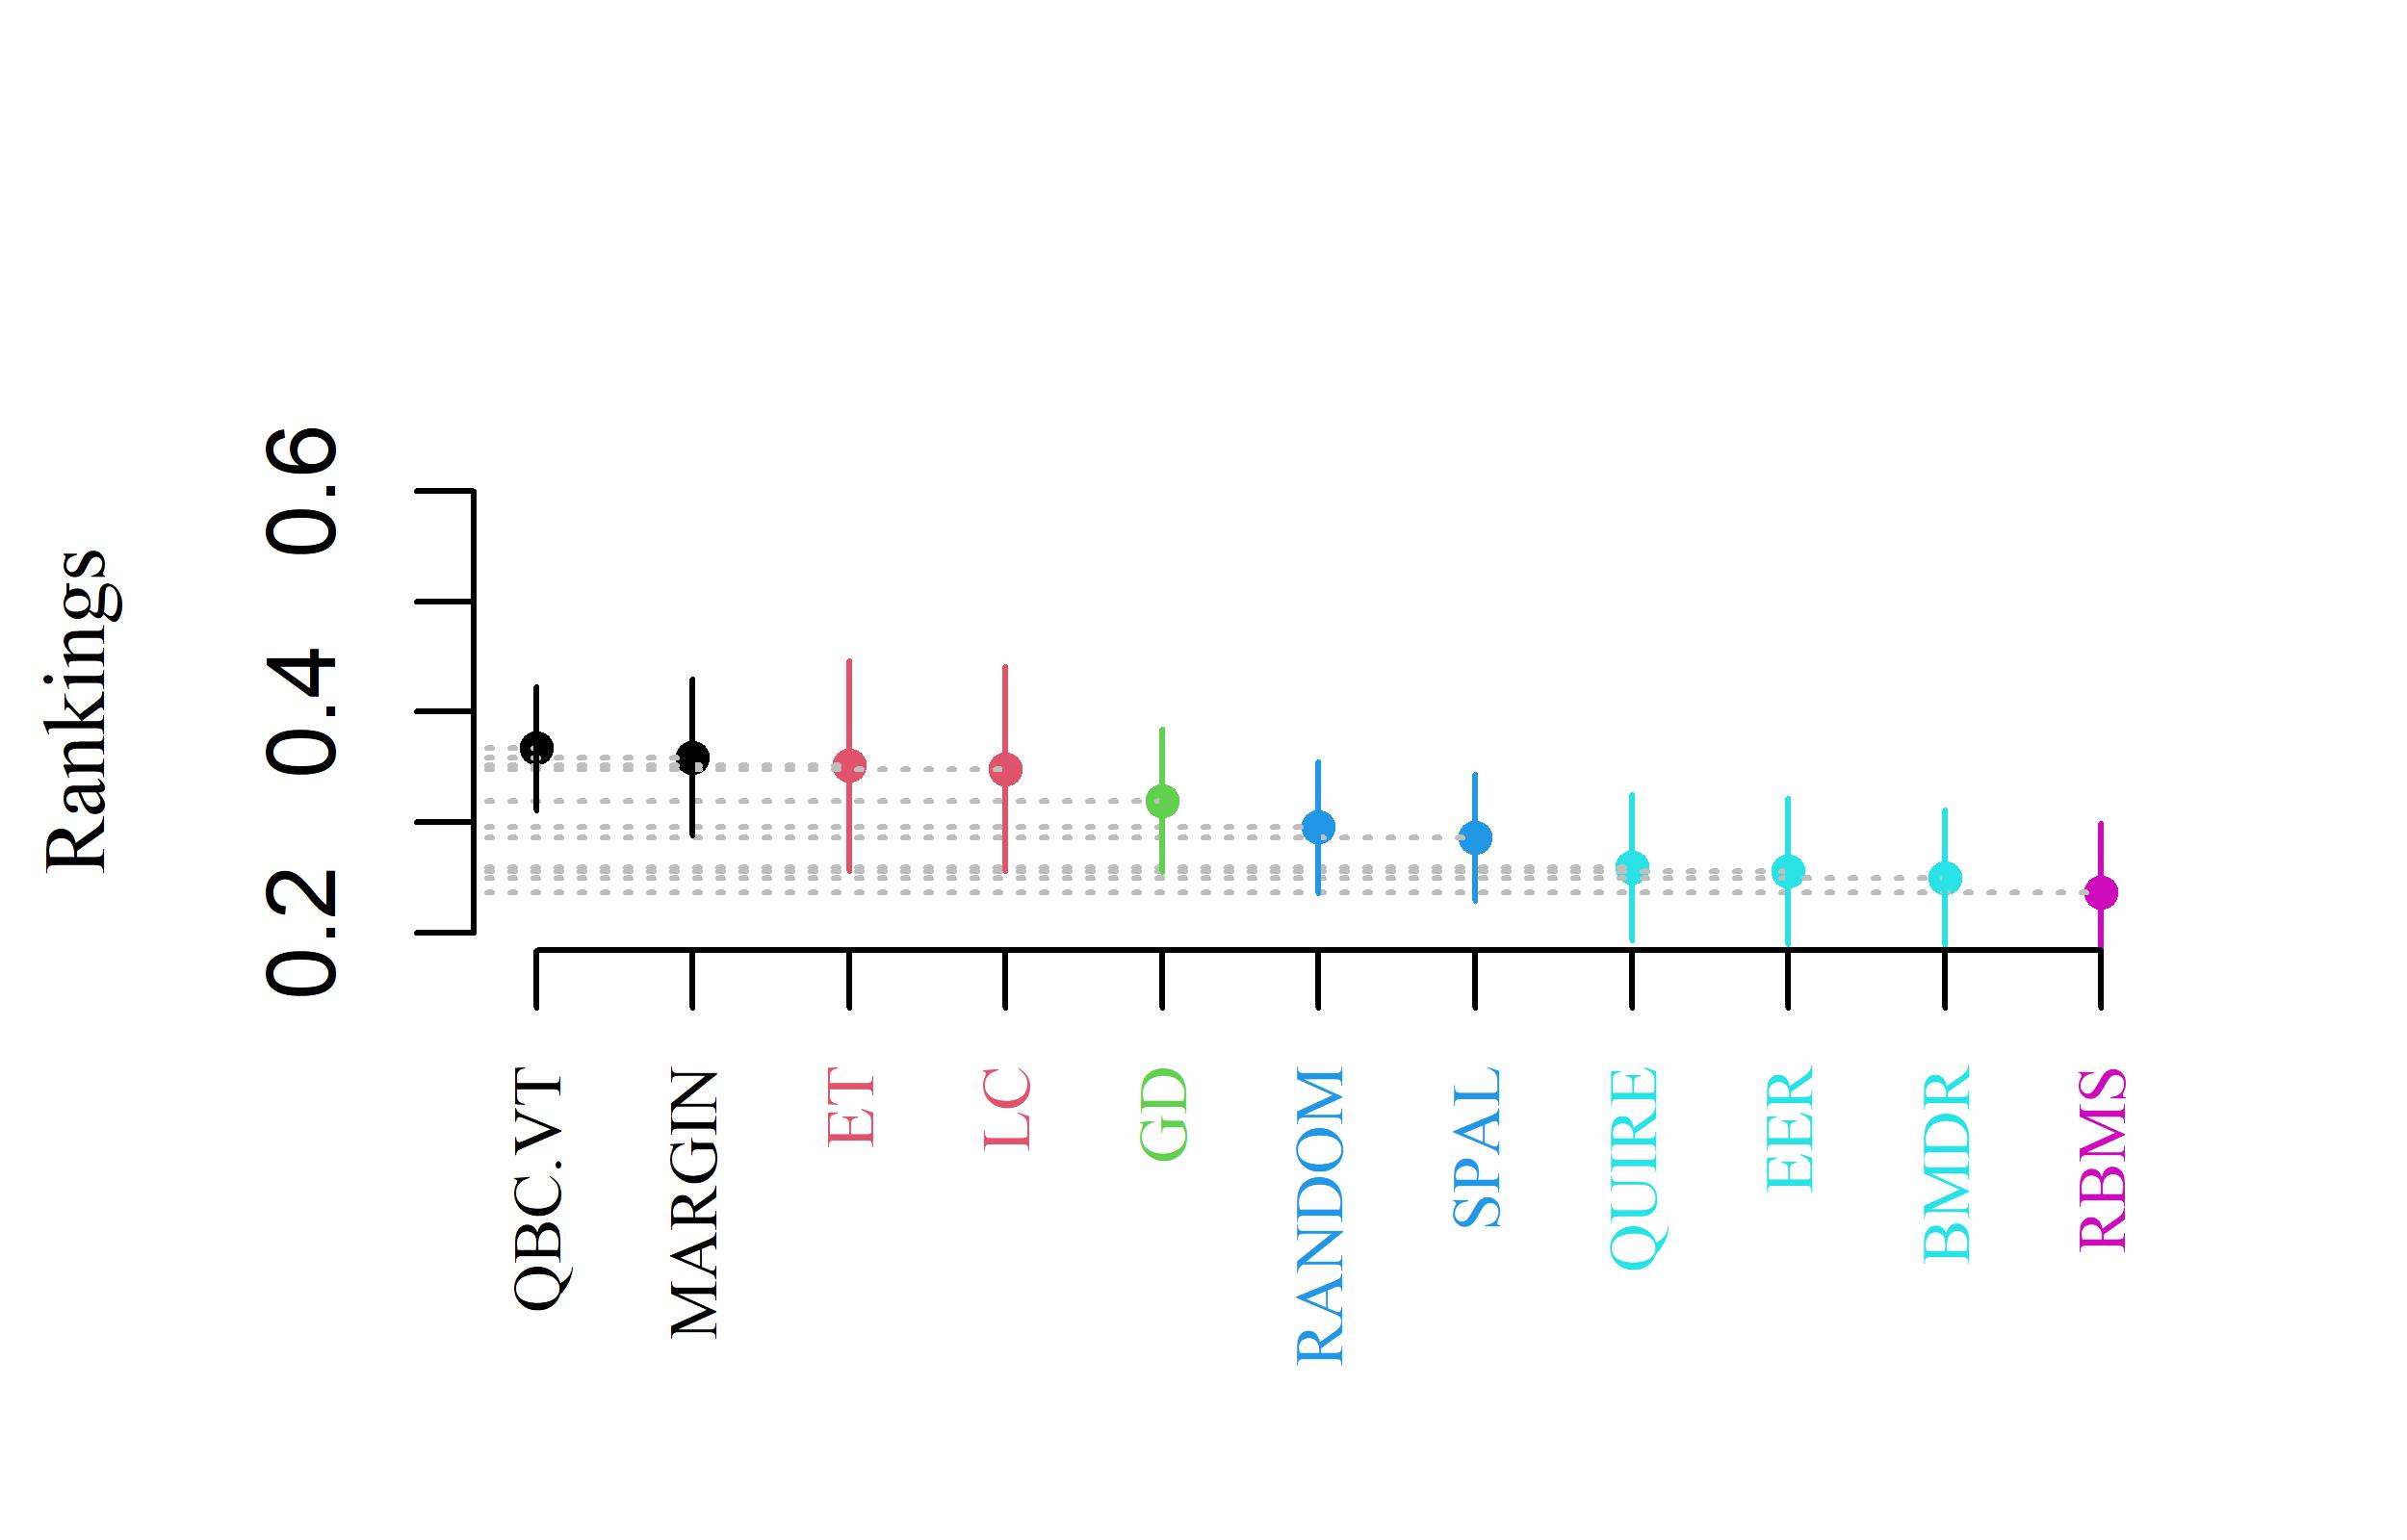 Rankings
0.6
0.4
0.2
QBC.VT
MARGIN
ET
LC
GD
RANDOM
SPAL
QUIRE
EER
BMDR
RBMS